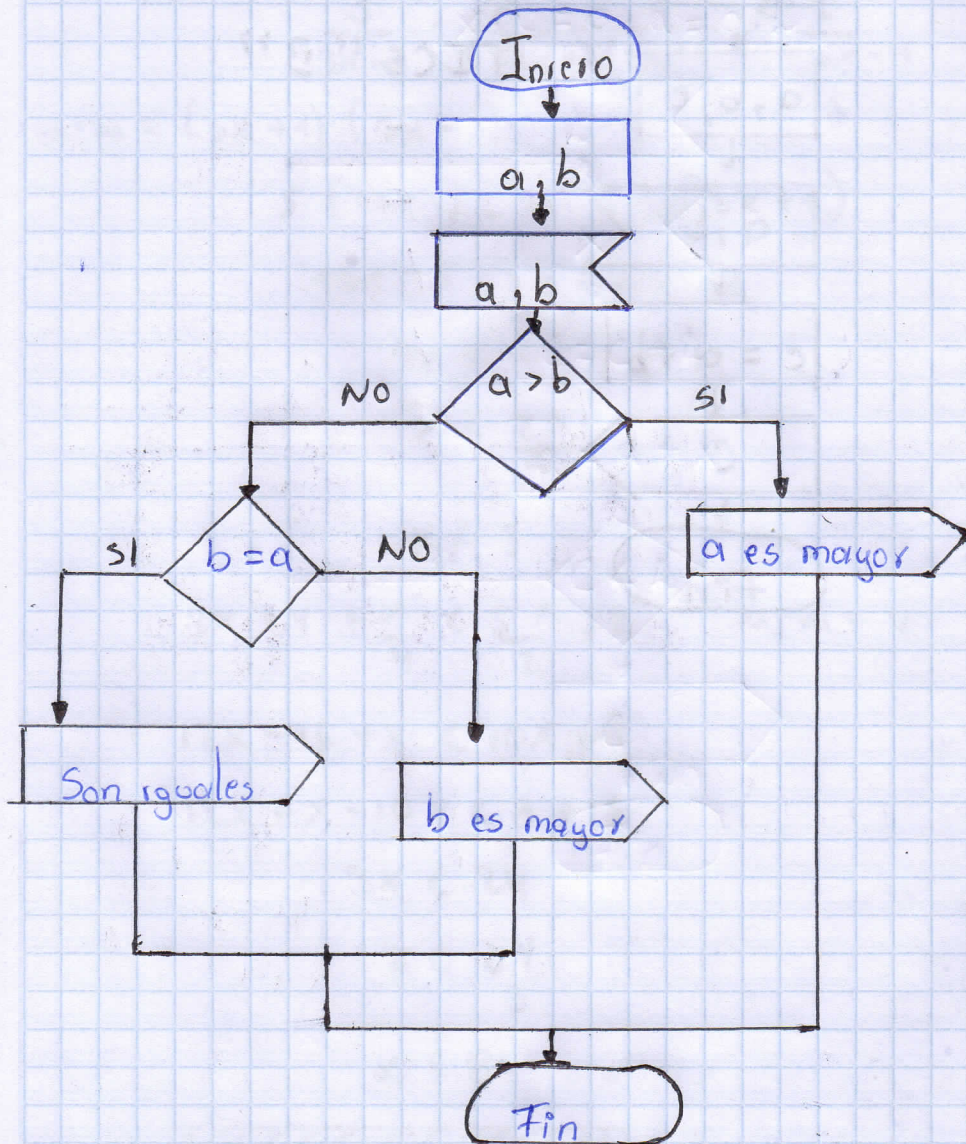 Inicio
a, b
a, b
a > b
NO
SI
b = a
SI
NO
a es mayor
Son iguales
b es mayor
Fin